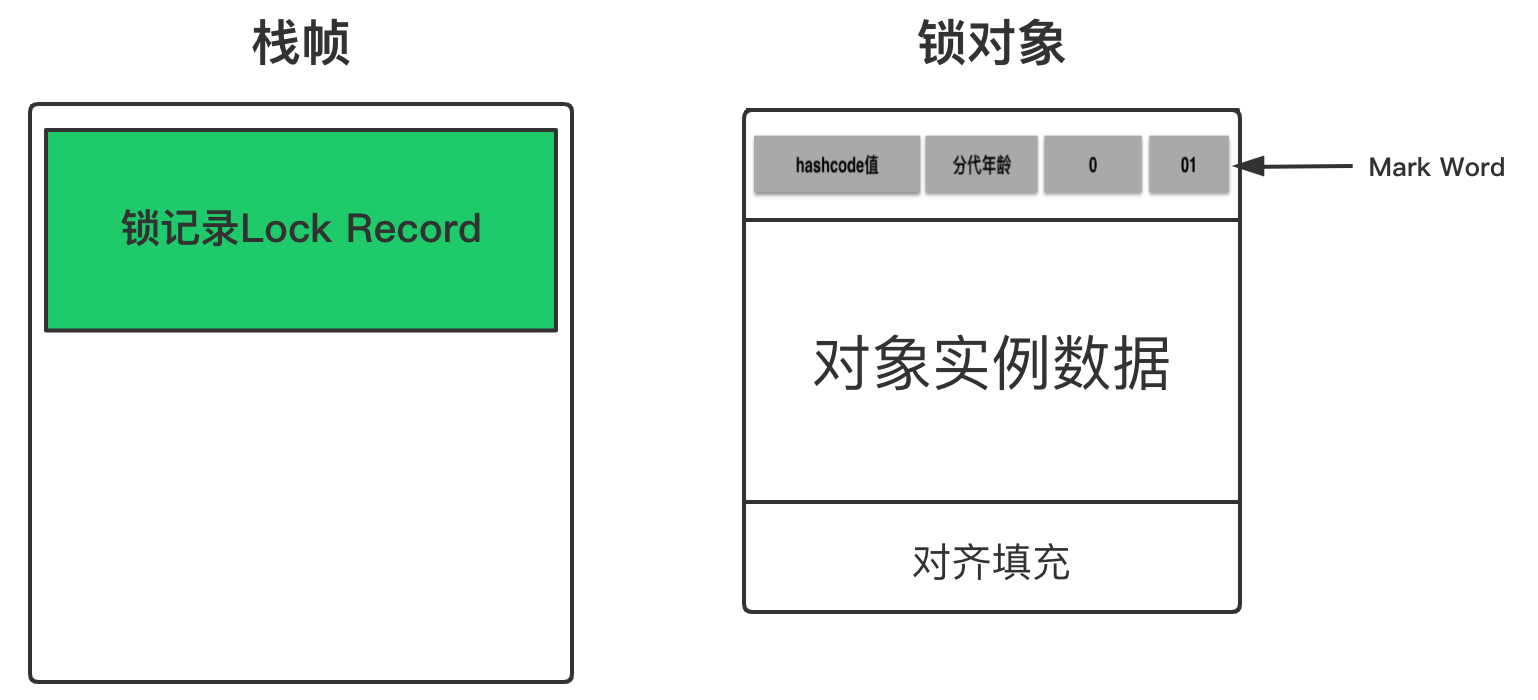 栈帧
锁对象
锁记录Lock Record
hashcode值
分代年龄
0
01
Mark Word
对象实例数据
对齐填充